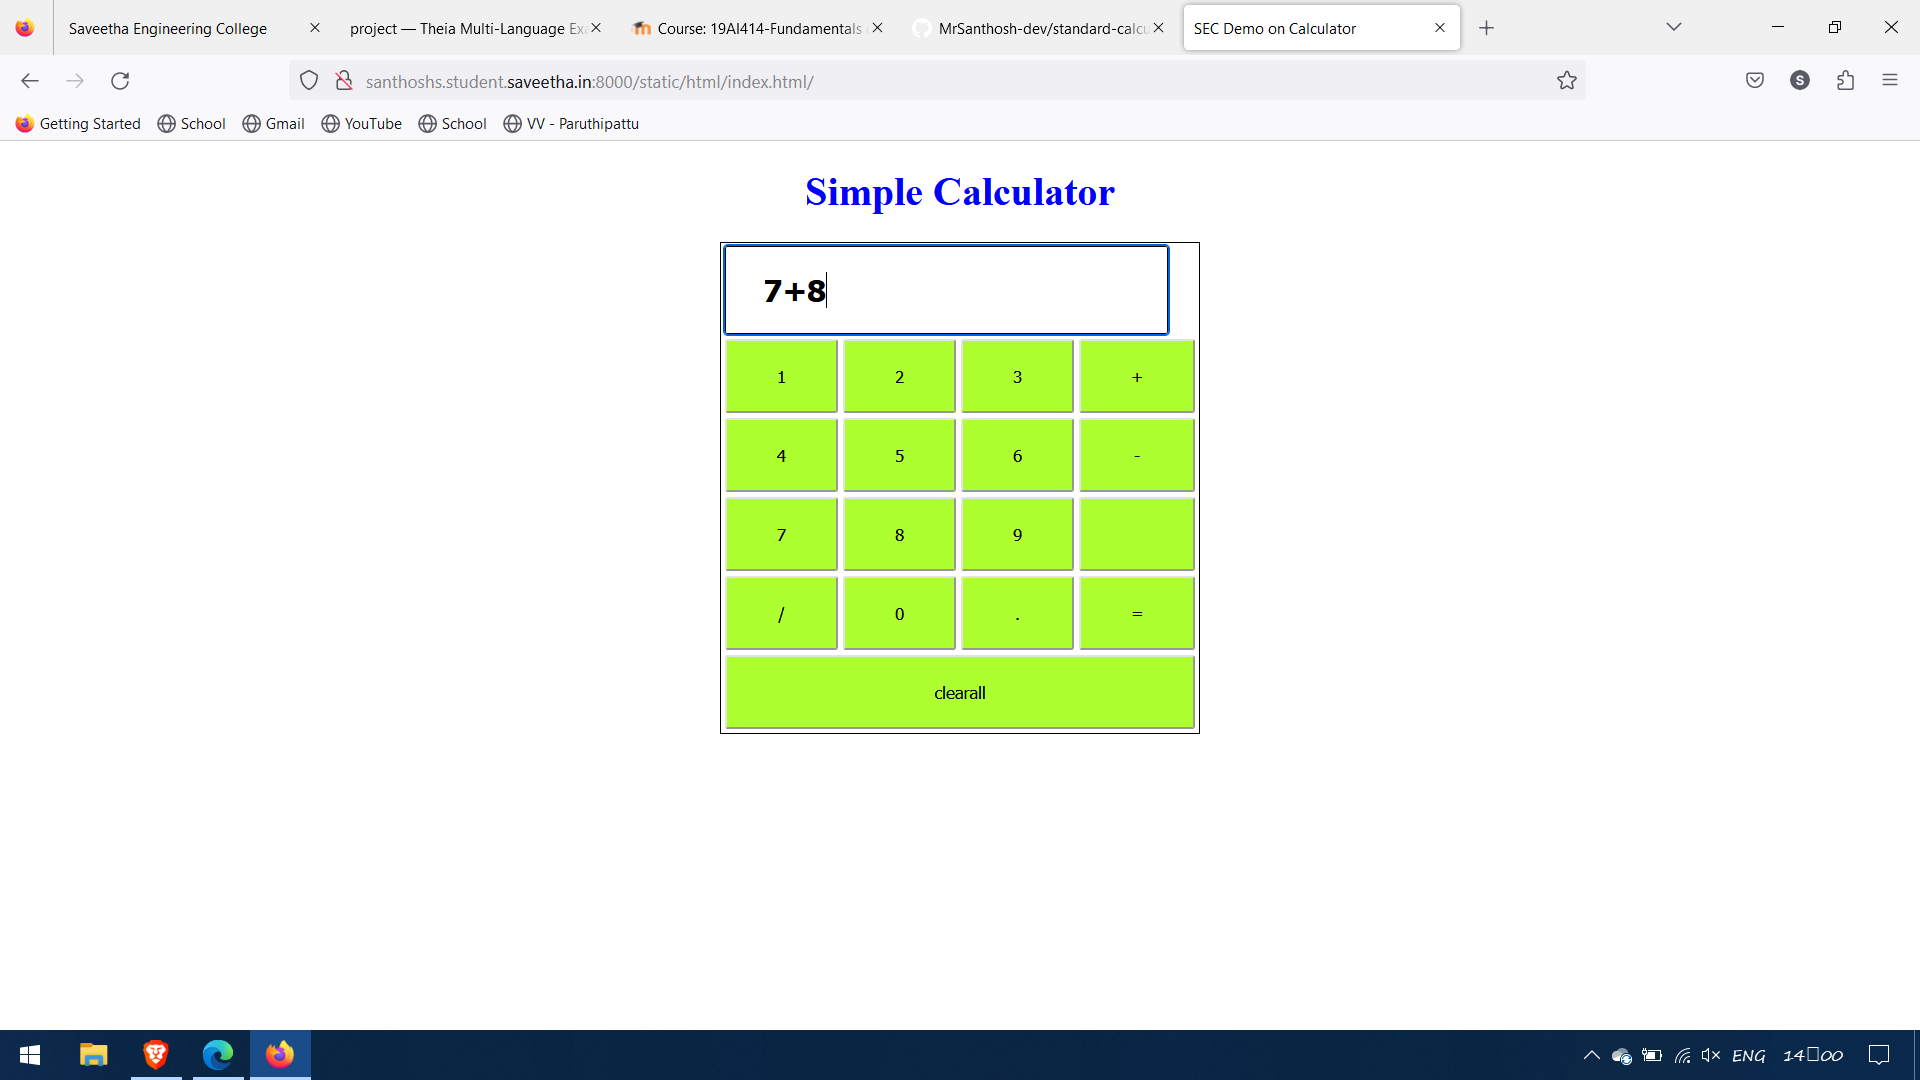 Saveetha Engineering College
project — Theia Multi-Language Exa
Course: 19AI414-Fundamentals
MrSanthosh-dev/standard-calcu
SEC Demo on Calculator
santhoshs.student.saveetha.in:8000/static/html/index.html/
S
Getting Started School Gmail YouTube School VV - Paruthipattu
Simple Calculator
7+8
1 2 3 +
4 5 6 -
7 8 9
/ 0 . =
clearall
ENG 14□00